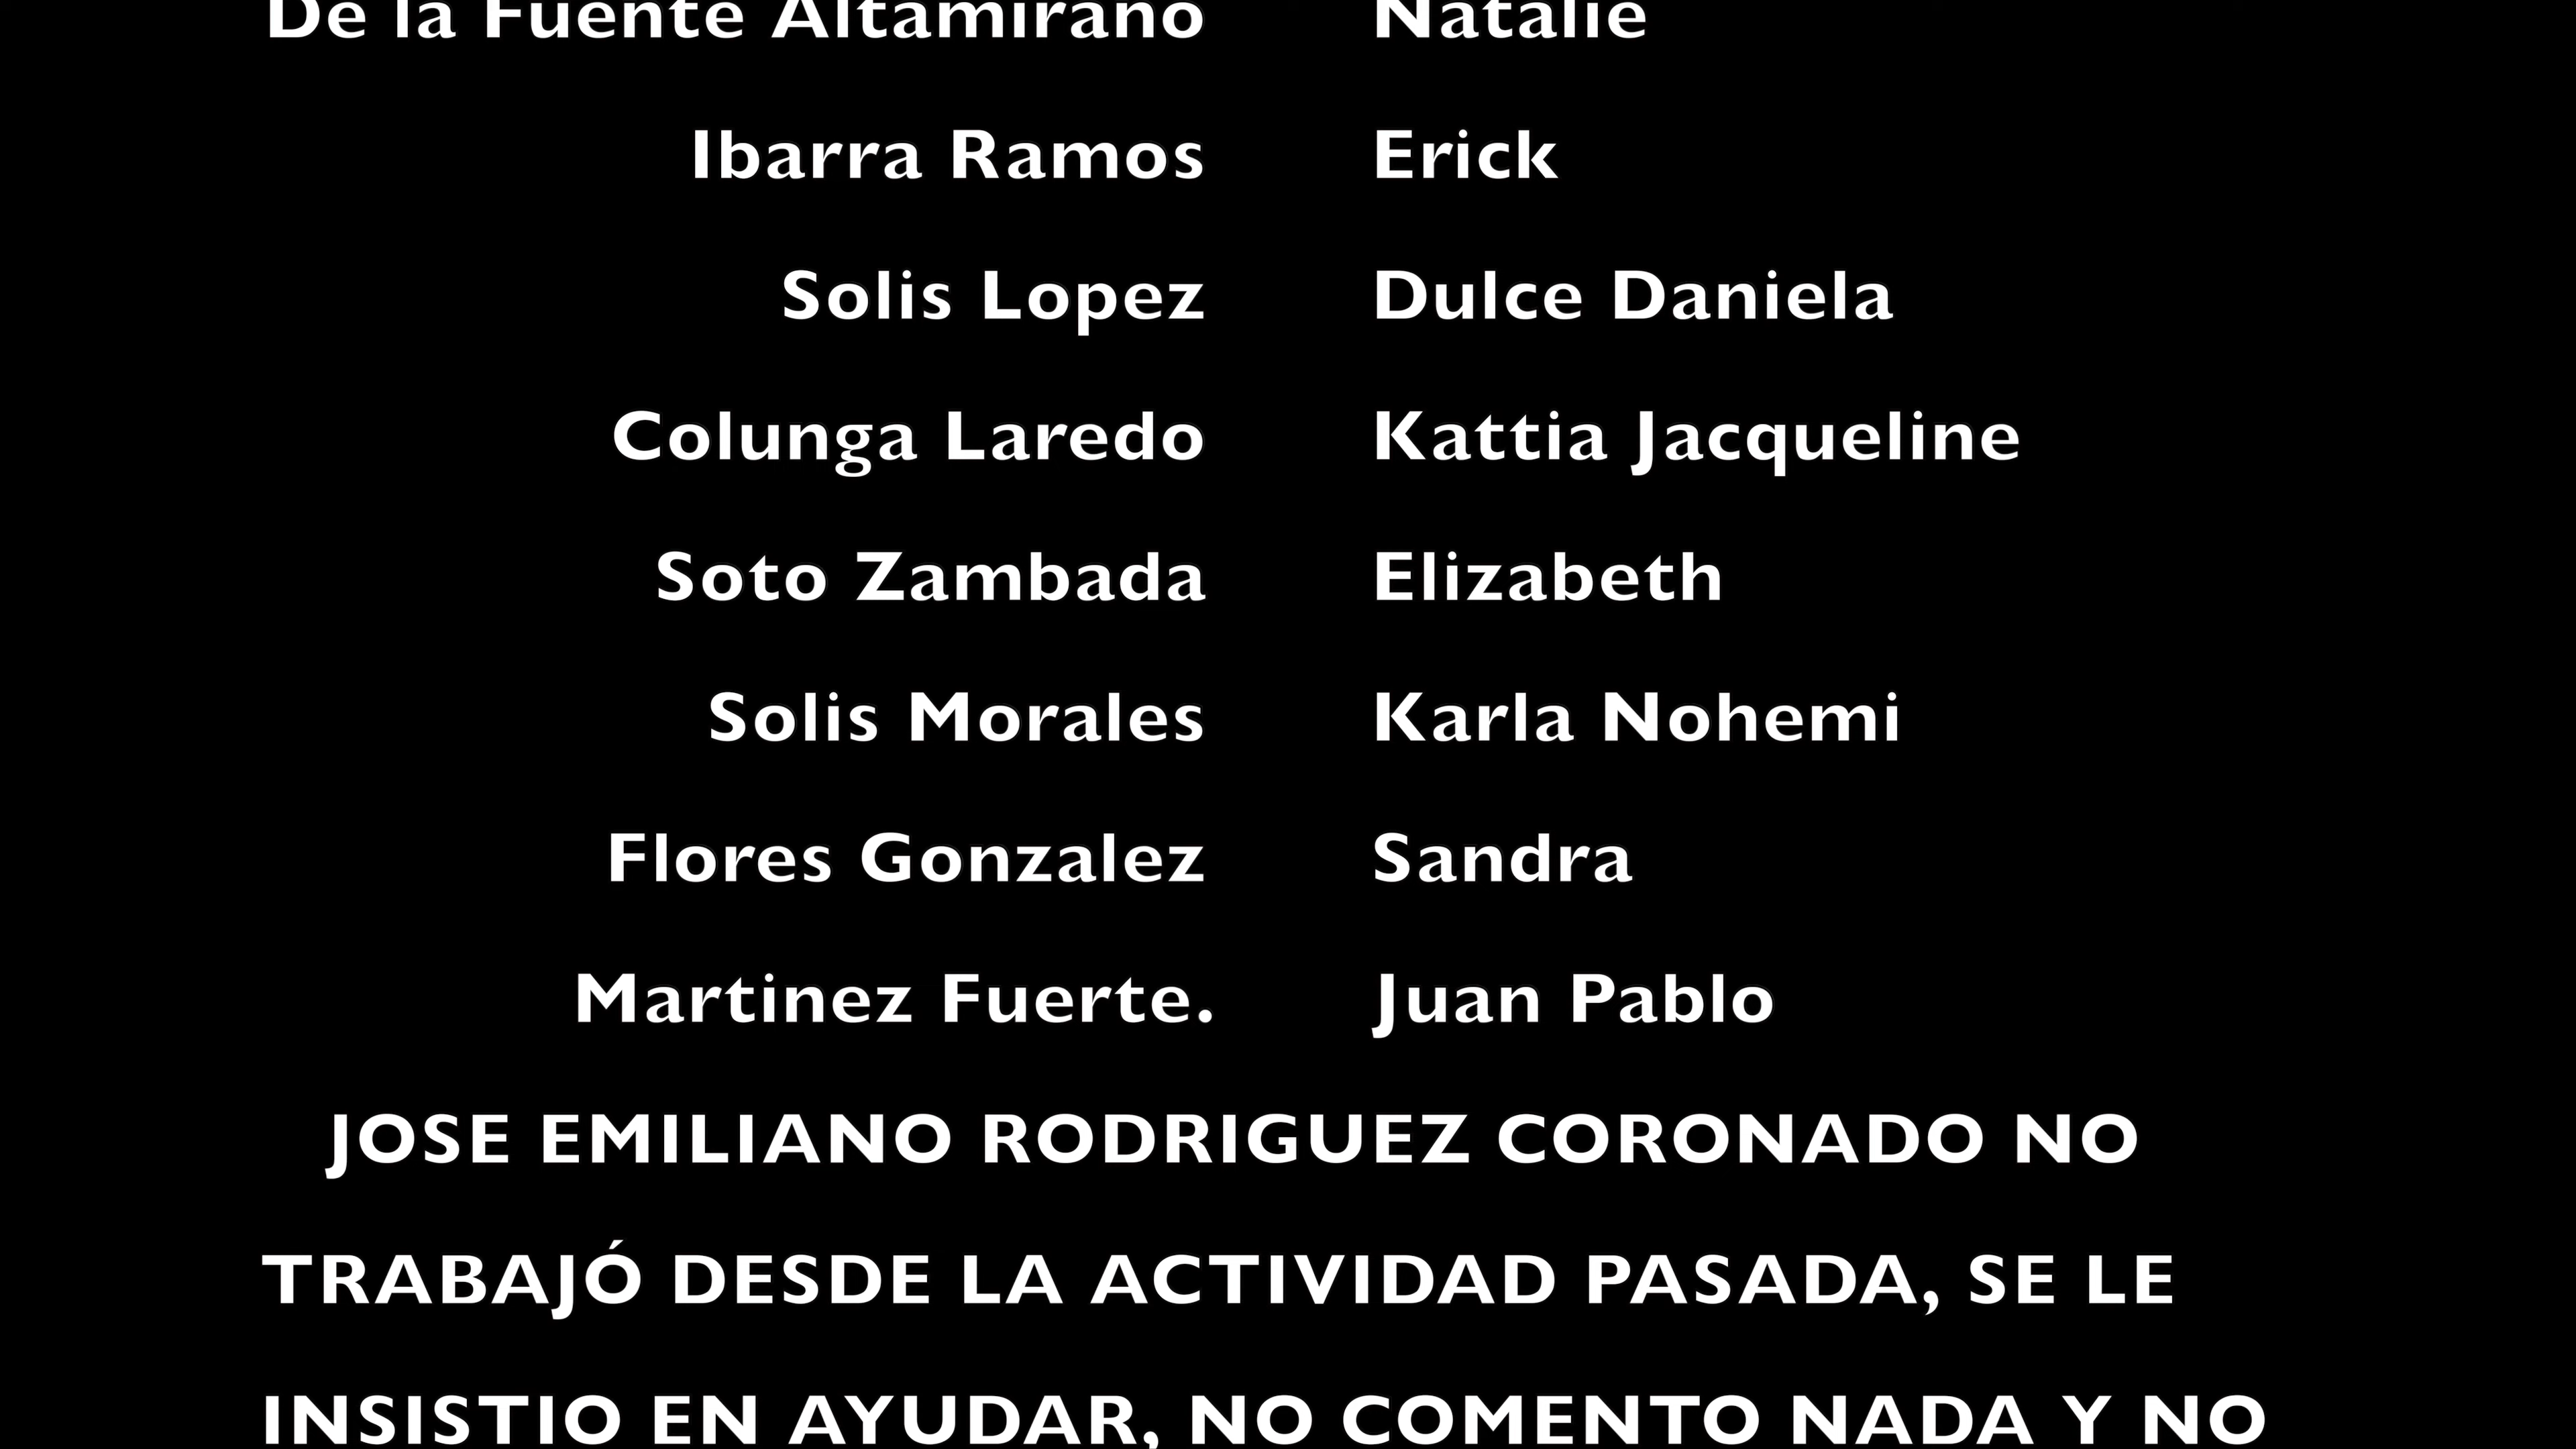 De la Fuente Altamirano Natalie
Ibarra Ramos Erick
Solis Lopez Dulce Daniela
Colunga Laredo Kattia Jacqueline
Soto Zambada Elizabeth
Solis Morales Karla Nohemi
Flores Gonzalez Sandra
Martinez Fuerte. Juan Pablo
JOSE EMILIANO RODRIGUEZ CORONADO NO
TRABAJÓ DESDE LA ACTIVIDAD PASADA, SE LE
INSISTIO EN AYUDAR, NO COMENTO NADA Y NO